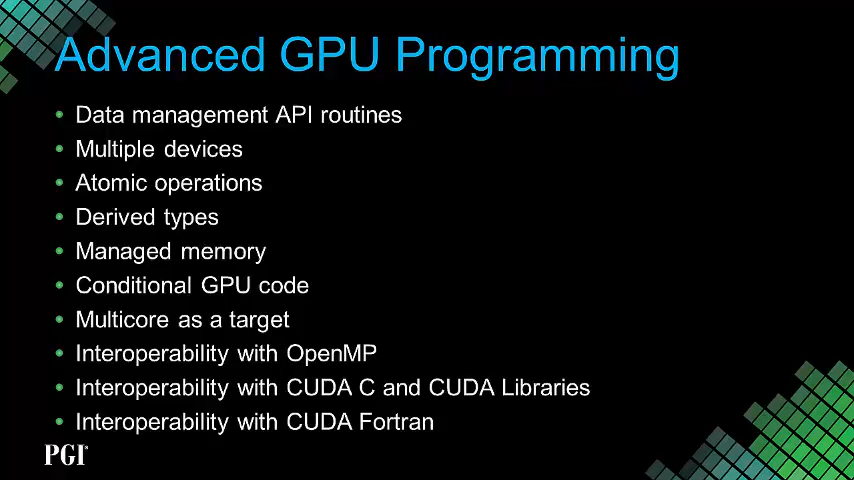 Advanced GPU Programming
• Data management API routines
• Multiple devices
• Atomic operations
• Derived types
• Managed memory
• Conditional GPU code
• Multicore as a target
• Interoperability with OpenMP
• Interoperability with CUDA C and CUDA Libraries
• Interoperability with CUDA Fortran
PGI®